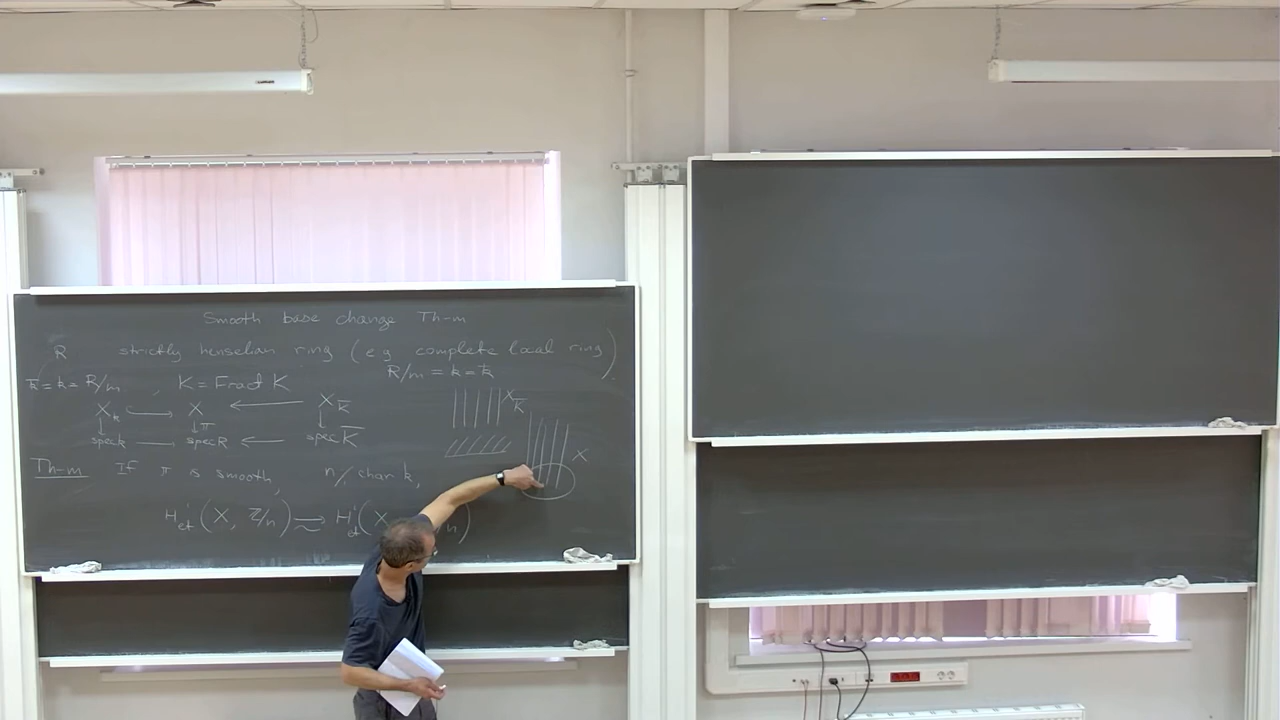 Smooth base change Th-m
R strictly henselian ring (e.g. complete local ring)
R/m = k = k̄
k̄ = k = R/m , K = Fract K
X_k X X_K̄
π
spec k spec R spec K̄
X_K̄
X
Th-m If π is smooth, n/ char k,
H^i_et(X, Z/n) ⇒ H^i_et(X n)